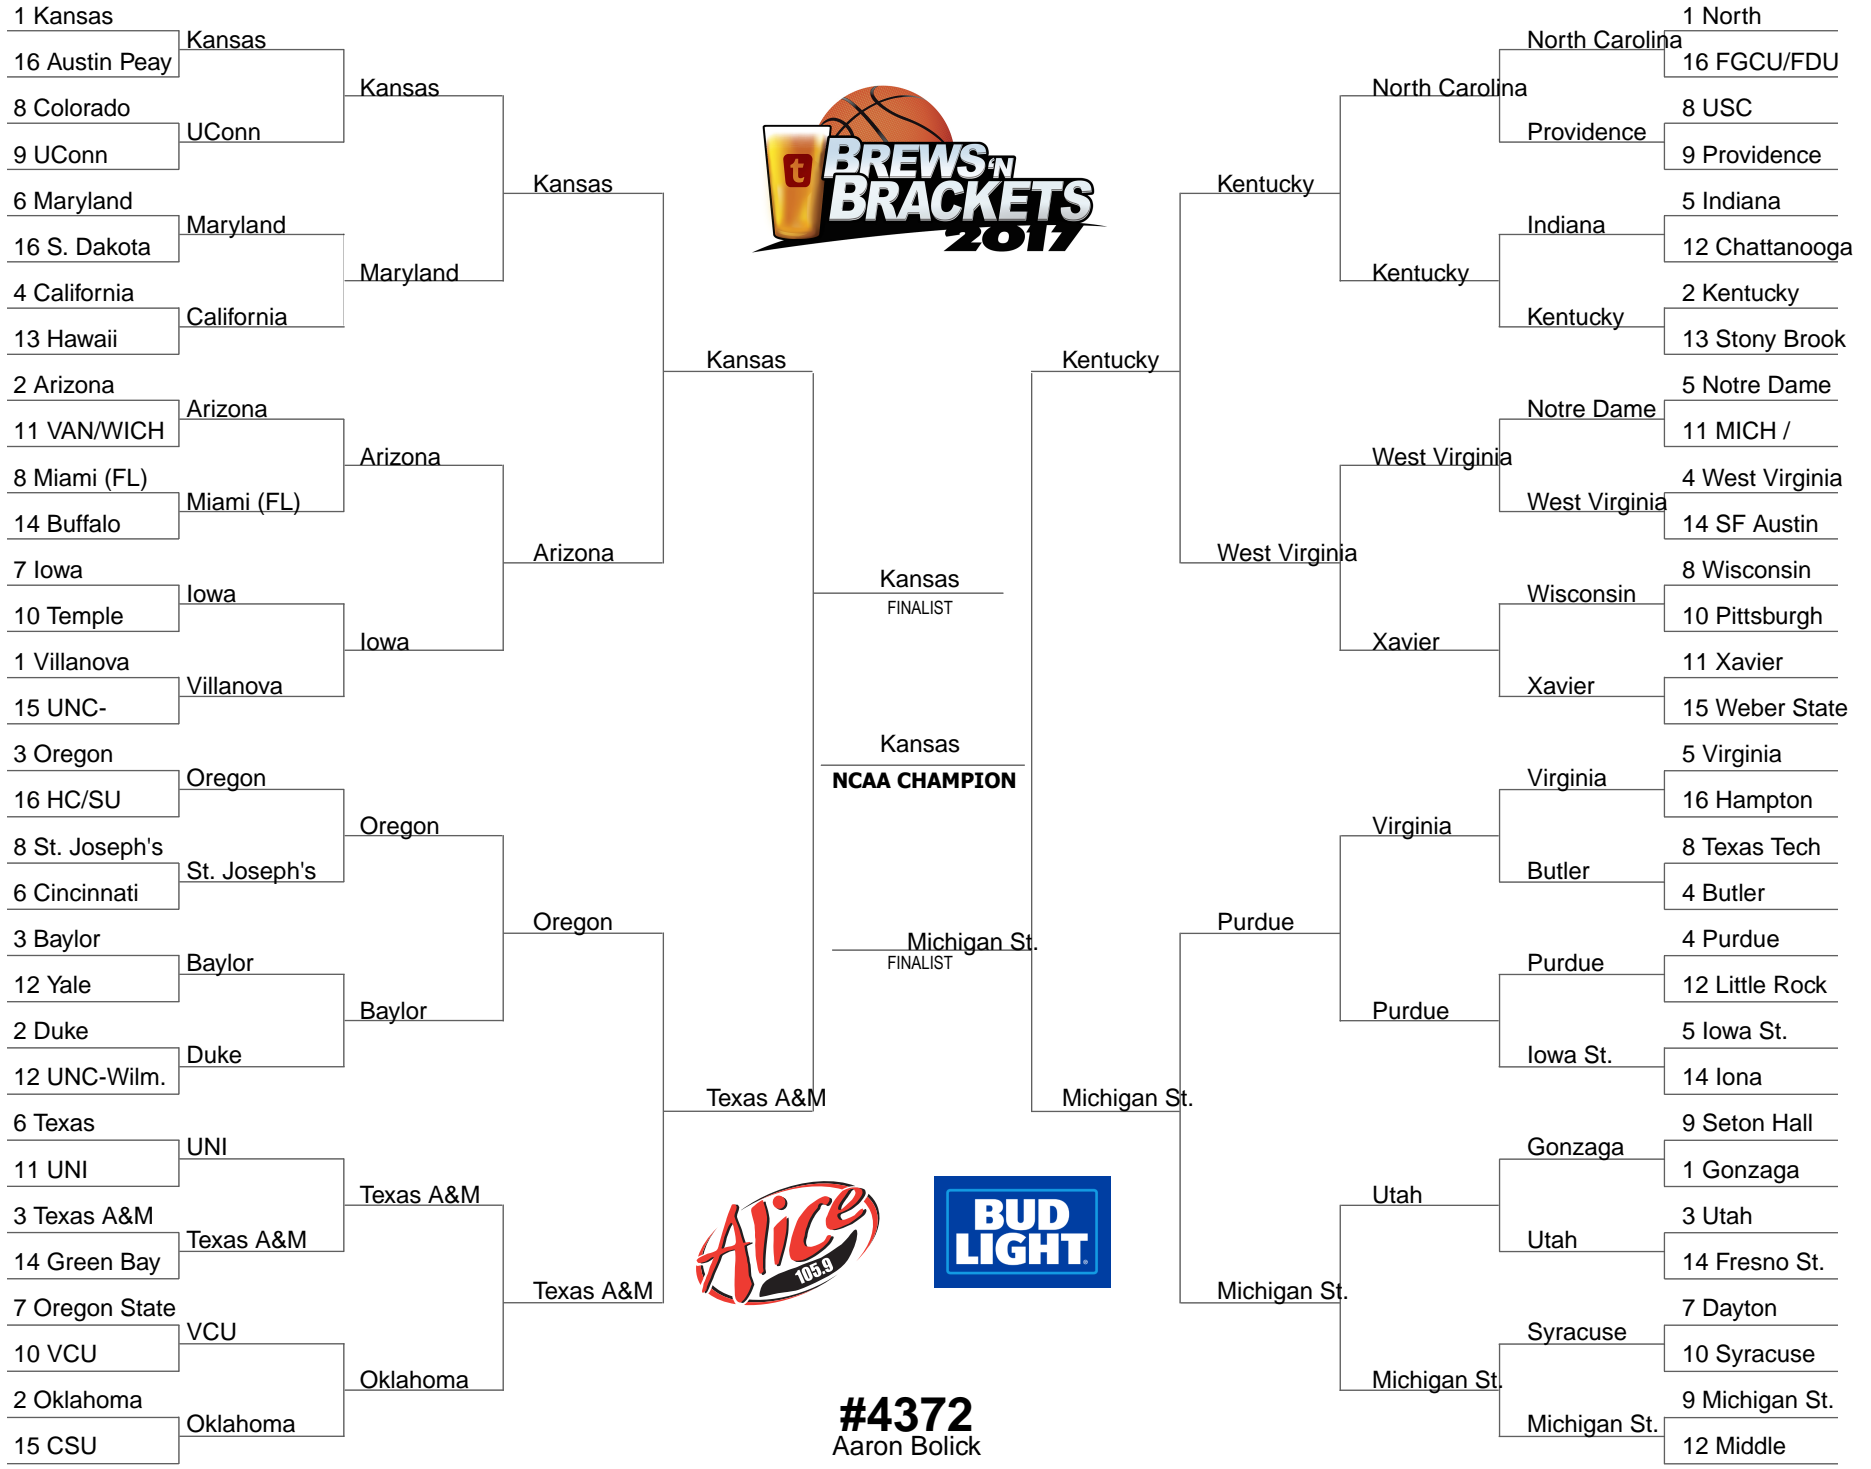 1 Kansas
16 Austin Peay
8 Colorado
9 UConn
6 Maryland
16 S. Dakota
4 California
13 Hawaii
2 Arizona
11 VAN/WICH
8 Miami (FL)
14 Buffalo
7 Iowa
10 Temple
1 Villanova
15 UNC-
3 Oregon
16 HC/SU
8 St. Joseph's
6 Cincinnati
3 Baylor
12 Yale
2 Duke
12 UNC-Wilm.
6 Texas
11 UNI
3 Texas A&M
14 Green Bay
7 Oregon State
10 VCU
2 Oklahoma
15 CSU
Kansas
UConn
Maryland
California
Arizona
Miami (FL)
Iowa
Villanova
Oregon
St. Joseph's
Baylor
Duke
UNI
Texas A&M
VCU
Oklahoma
Kansas
Maryland
Arizona
Iowa
Oregon
Baylor
Texas A&M
Oklahoma
Kansas
Arizona
Oregon
Texas A&M
Kansas
Texas A&M
t
BREWS 'N
BRACKETS
2017
Kansas
FINALIST
Kansas
NCAA CHAMPION
Michigan St.
FINALIST
Alice
105.9
BUD
LIGHT
#4372
Aaron Bolick
Kentucky
Michigan St.
Kentucky
West Virginia
Purdue
Michigan St.
North Carolina
Kentucky
West Virginia
Xavier
Virginia
Purdue
Utah
Michigan St.
North Carolina
Providence
Indiana
Kentucky
Notre Dame
West Virginia
Wisconsin
Xavier
Virginia
Butler
Purdue
Iowa St.
Gonzaga
Utah
Syracuse
Michigan St.
1 North
16 FGCU/FDU
8 USC
9 Providence
5 Indiana
12 Chattanooga
2 Kentucky
13 Stony Brook
5 Notre Dame
11 MICH /
4 West Virginia
14 SF Austin
8 Wisconsin
10 Pittsburgh
11 Xavier
15 Weber State
5 Virginia
16 Hampton
8 Texas Tech
4 Butler
4 Purdue
12 Little Rock
5 Iowa St.
14 Iona
9 Seton Hall
1 Gonzaga
3 Utah
14 Fresno St.
7 Dayton
10 Syracuse
9 Michigan St.
12 Middle